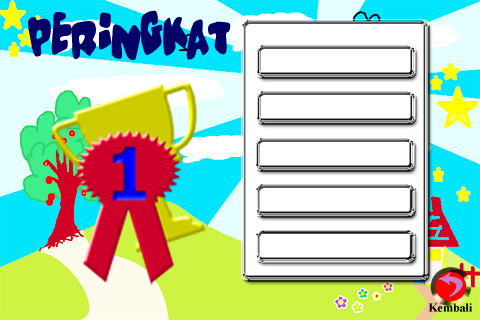 PERINGKAT
1
Kembali